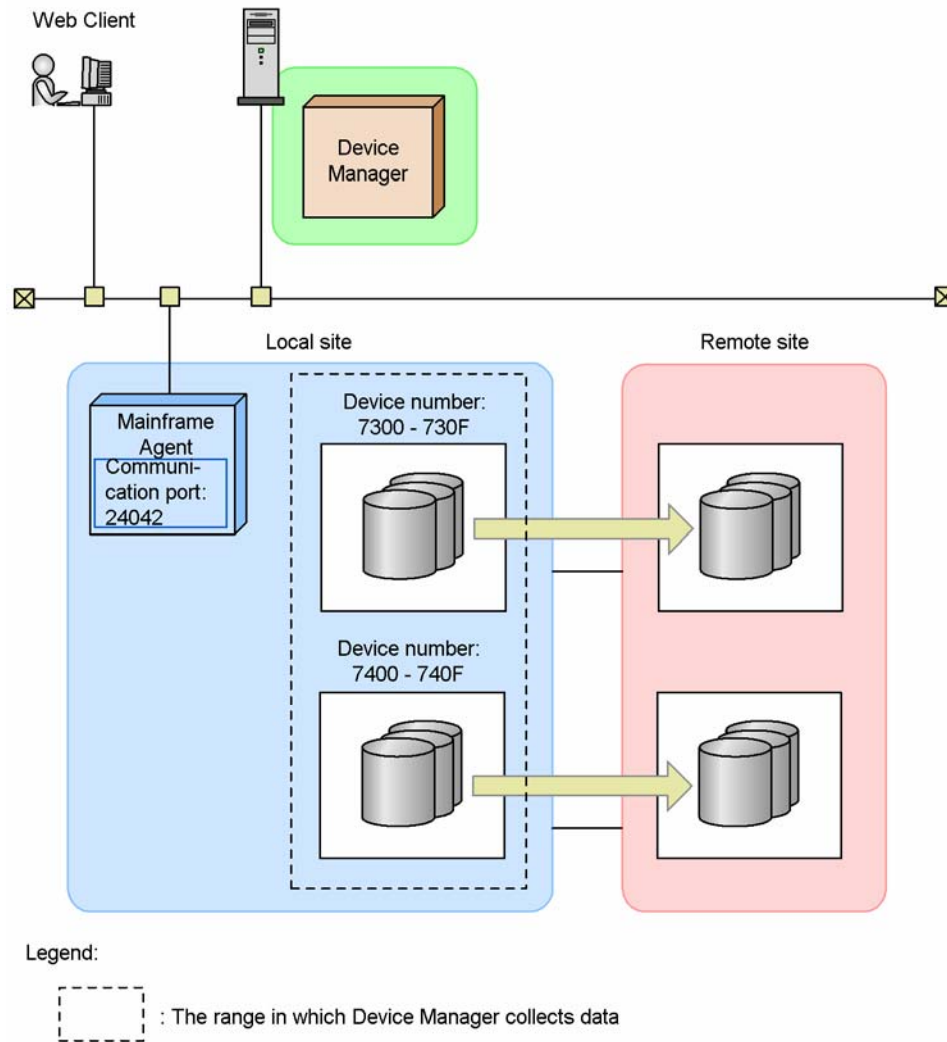 Web Client
Device
Manager
Local site
Remote site
Mainframe
Agent
Communi-
cation port:
24042
Device number:
7300 - 730F
Device number:
7400 - 740F
Legend:
: The range in which Device Manager collects data